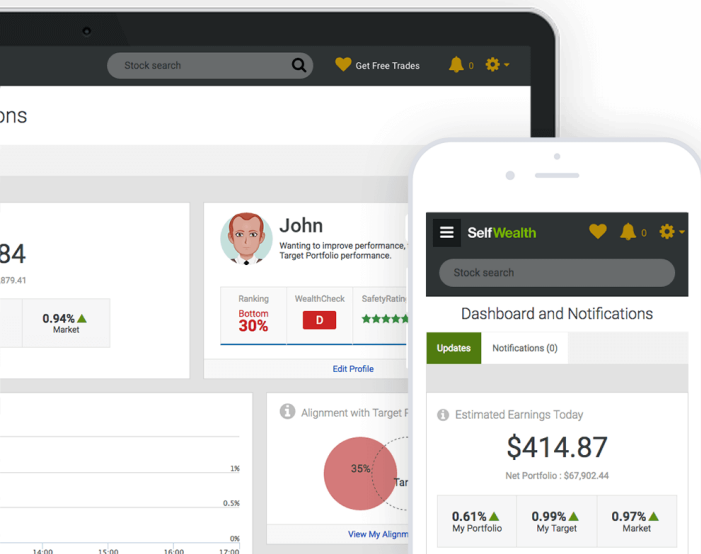 Stock search
Get Free Trades
0
ons
84
879.41
0.94%
Market
John
Wanting to improve performance,
Target Portfolio performance.
Ranking
WealthCheck
SafetyRatin
Bottom
30%
D
Edit Profile
Alignment with Target P
35%
Tar
View My Alignm
1%
0.5%
0%
14:00
15:00
16:00
17:00
SelfWealth
0
Stock search
Dashboard and Notifications
Updates
Notifications (0)
Estimated Earnings Today
$414.87
Net Portfolio : $67,902.44
0.61%
My Portfolio
0.99%
My Target
0.97%
Market